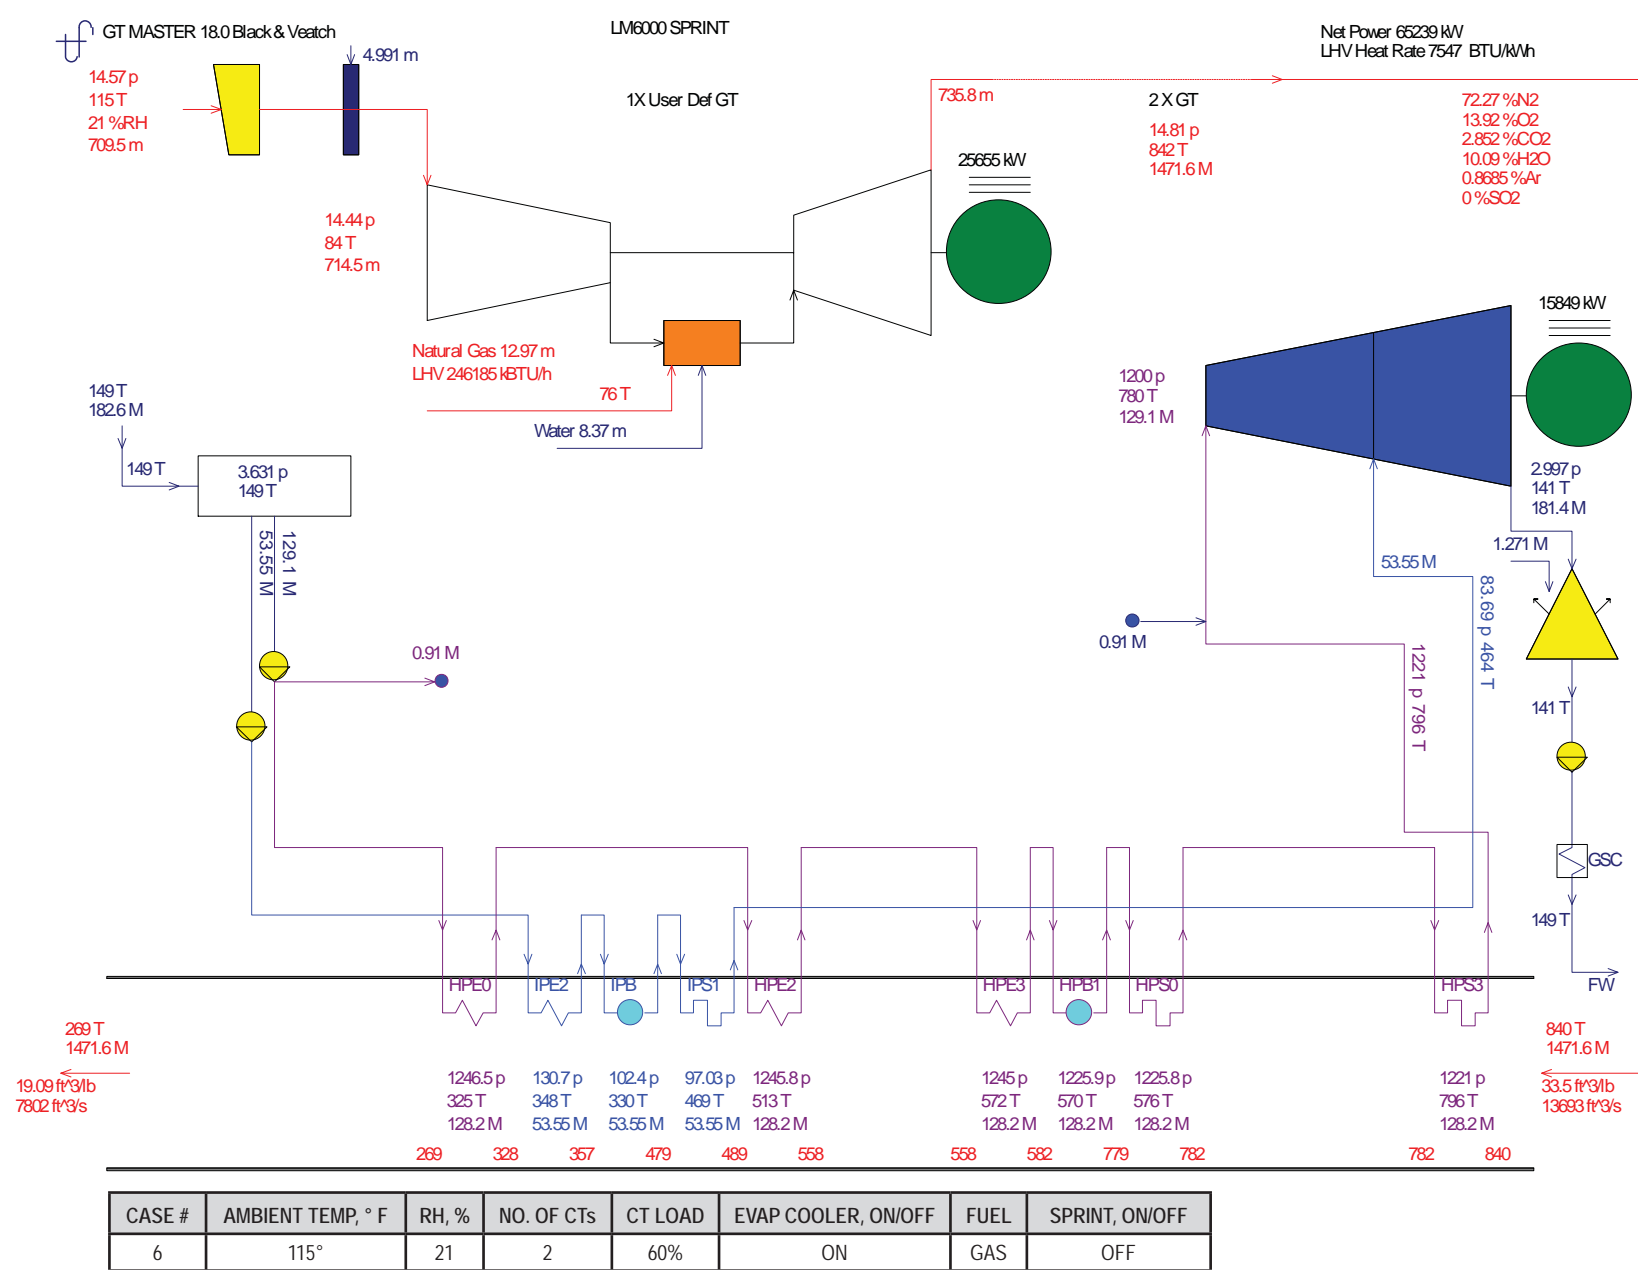 GT MASTER 18.0 Black & Veatch
LM6000 SPRINT
Net Power 65239 kW
LHV Heat Rate 7547 BTU/kWh
4.991 m
14.57 p
115 T
21 %RH
709.5 m
1X User Def GT
735.8 m
2 X GT
14.81 p
842 T
1471.6 M
72.27 %N2
13.92 %O2
2.852 %CO2
10.09 %H2O
0.8685 %Ar
0 %SO2
25655 kW
14.44 p
84 T
714.5 m
15849 kW
Natural Gas 12.97 m
LHV 246185 kBTU/h
76 T
Water 8.37 m
1200 p
780 T
129.1 M
149 T
182.6 M
149 T
3.631 p
149 T
2.997 p
141 T
181.4 M
53.55 M
129.1 M
1.271 M
53.55 M
83.69 p 464 T
0.91 M
0.91 M
1221 p 796 T
141 T
GSC
149 T
FW
HPE0
IPE2
IPB
IPS1
HPE2
HPE3
HPB1
HPS0
HPS3
269 T
1471.6 M
19.09 ft^3/lb
7802 ft^3/s
840 T
1471.6 M
33.5 ft^3/lb
13693 ft^3/s
1246.5 p
325 T
128.2 M
130.7 p
348 T
53.55 M
102.4 p
330 T
53.55 M
97.03 p
469 T
53.55 M
1245.8 p
513 T
128.2 M
1245 p
572 T
128.2 M
1225.9 p
570 T
128.2 M
1225.8 p
576 T
128.2 M
1221 p
796 T
128.2 M
269 328 357 479 489 558 558 582 779 782 782 840
CASE # AMBIENT TEMP, ° F RH, % NO. OF CTs CT LOAD EVAP COOLER, ON/OFF FUEL SPRINT, ON/OFF
6 115° 21 2 60% ON GAS OFF